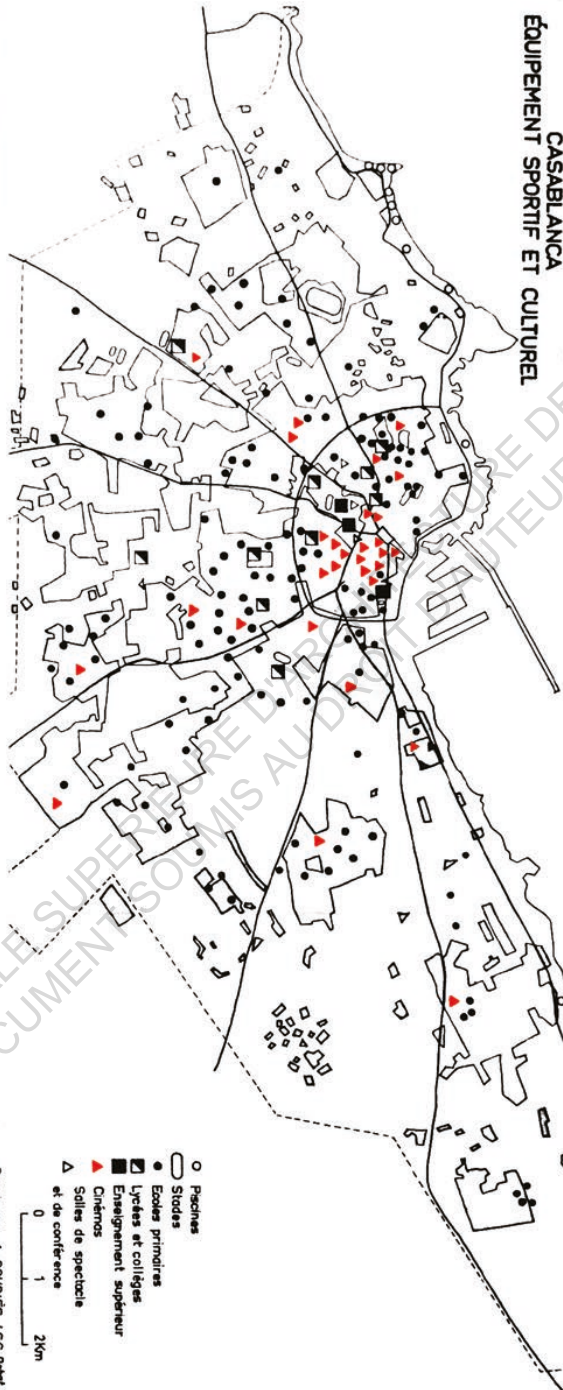 CASABLANCA
ÉQUIPEMENT SPORTIF ET CULTUREL
Piscines
Stades
Ecoles primaires
Lycées et collèges
Enseignement supérieur
Cinémas
Salles de spectacle
et de conférence
0 1 2Km